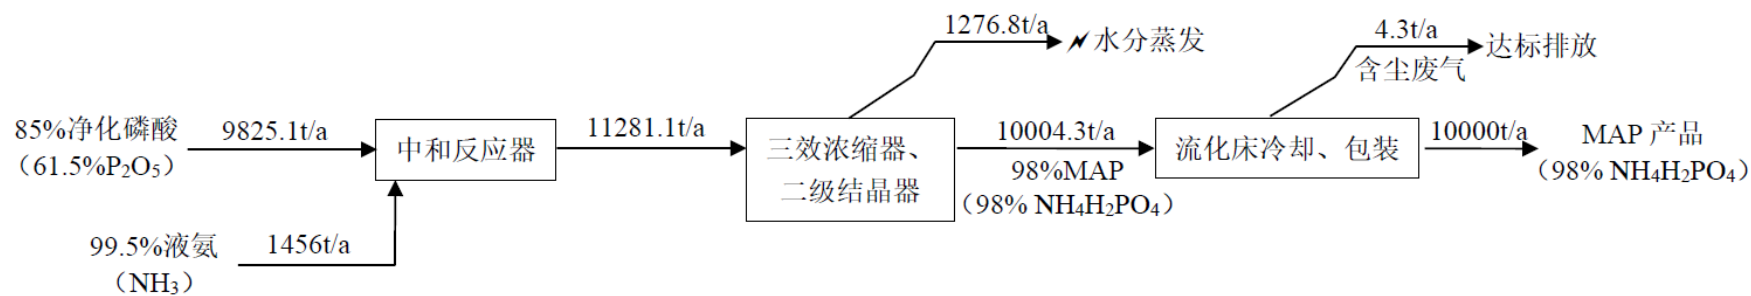 1276.8t/a
水分蒸发
4.3t/a
含尘废气
达标排放
85%净化磷酸
（61.5%P₂O₅）
9825.1t/a
中和反应器
11281.1t/a
三效浓缩器、
二级结晶器
10004.3t/a
98%MAP
（98% NH₄H₂PO₄）
流化床冷却、包装
10000t/a
MAP 产品
（98% NH₄H₂PO₄）
99.5%液氨
（NH₃）
1456t/a